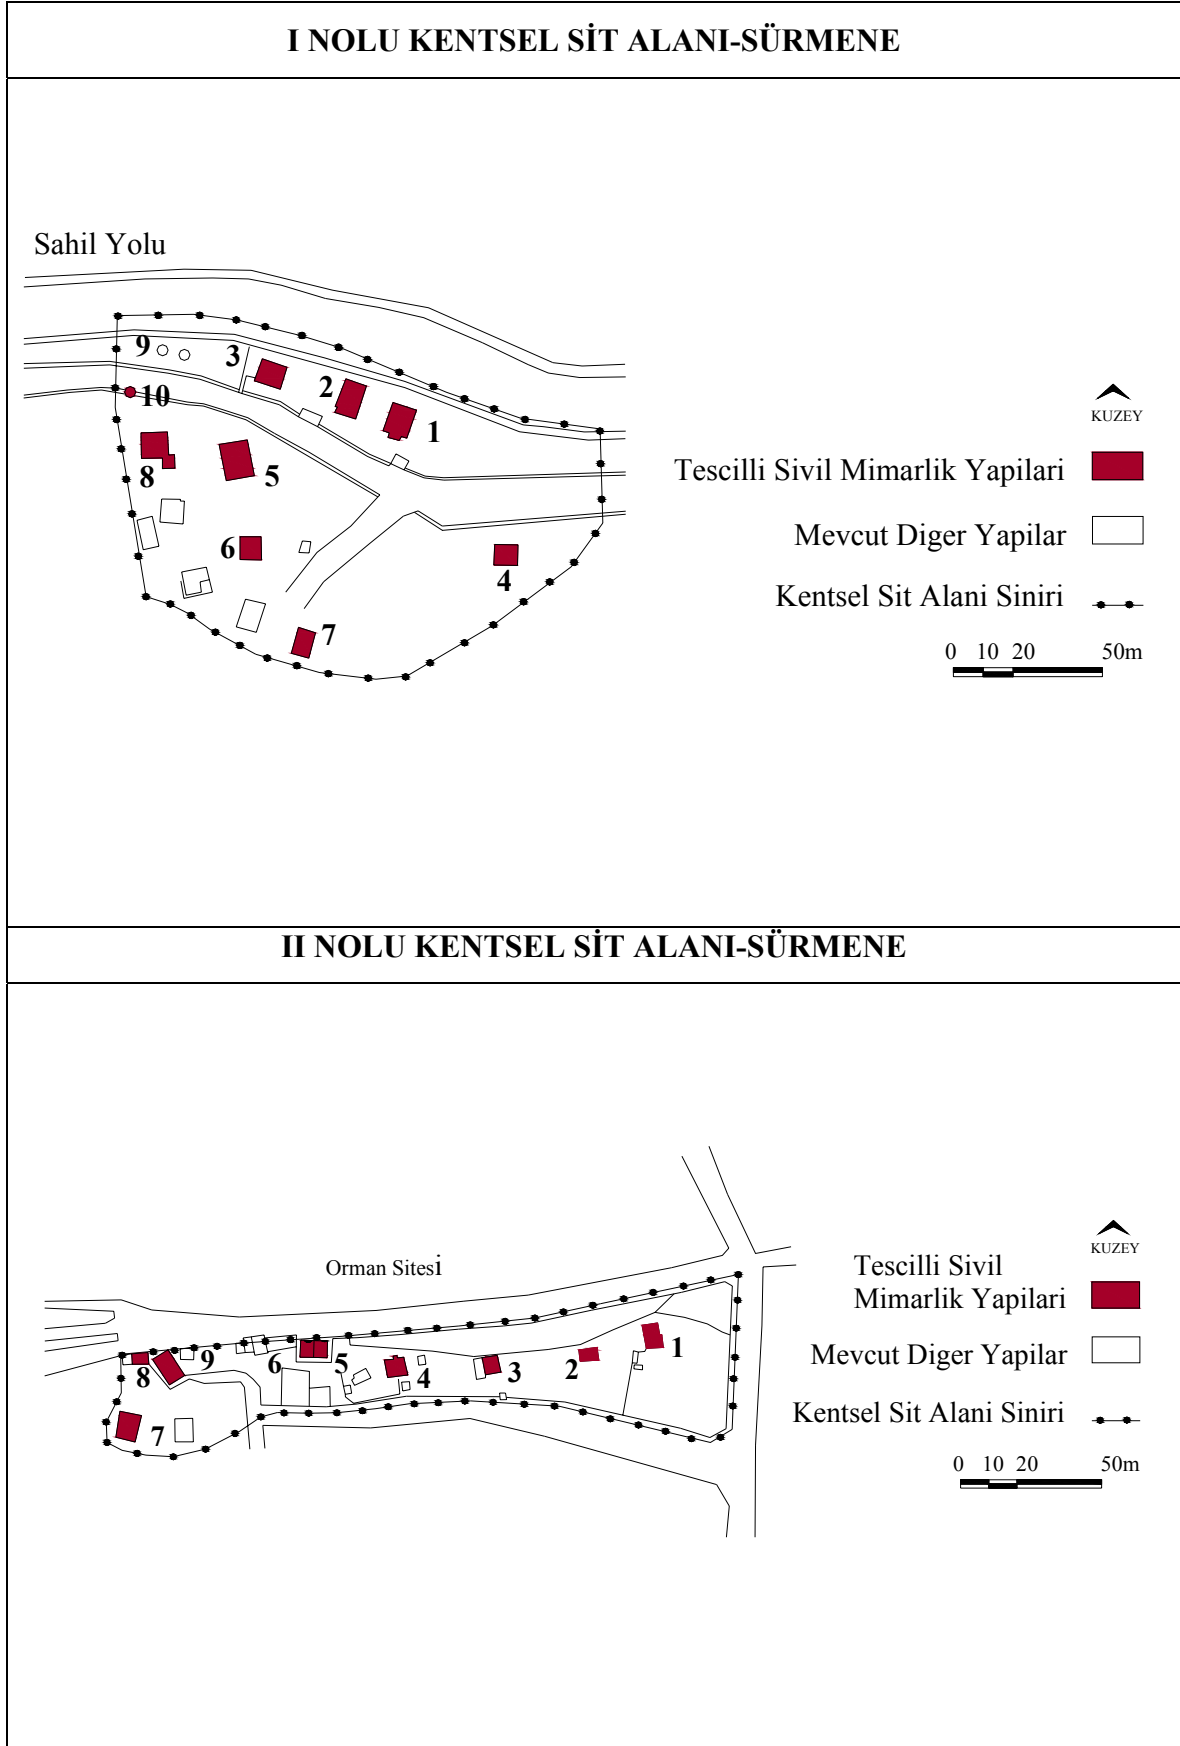 I NOLU KENTSEL SİT ALANI-SÜRMENE
Sahil Yolu
9
3
2
10
1
8
5
6
4
7
KUZEY
Tescilli Sivil Mimarlik Yapilari
Mevcut Diger Yapilar
Kentsel Sit Alani Siniri
0 10 20 50m
II NOLU KENTSEL SİT ALANI-SÜRMENE
Orman Sitesi
1
2
3
4
5
6
9
8
7
KUZEY
Tescilli Sivil
Mimarlik Yapilari
Mevcut Diger Yapilar
Kentsel Sit Alani Siniri
0 10 20 50m